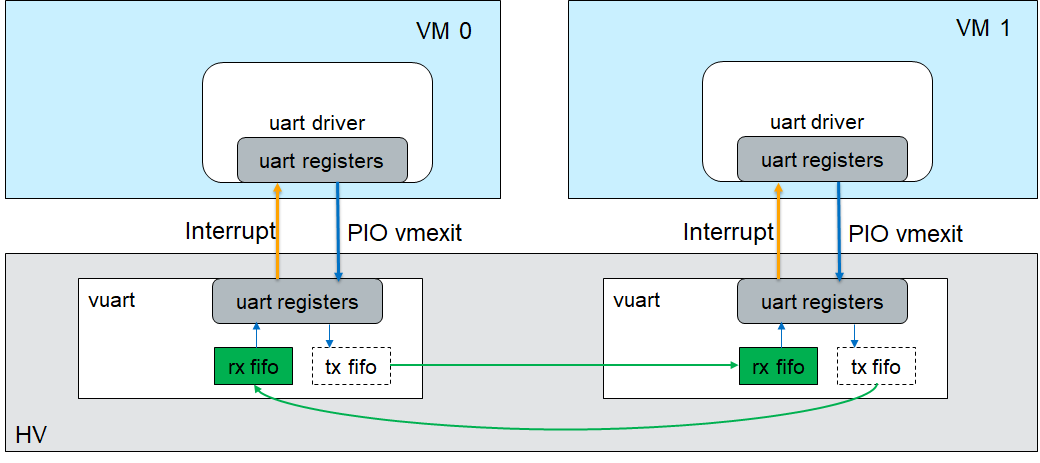 VM 0
VM 1
uart driver
uart driver
uart registers
uart registers
Interrupt
PIO vmexit
Interrupt
PIO vmexit
vuart
uart registers
vuart
uart registers
rx fifo
tx fifo
rx fifo
tx fifo
HV